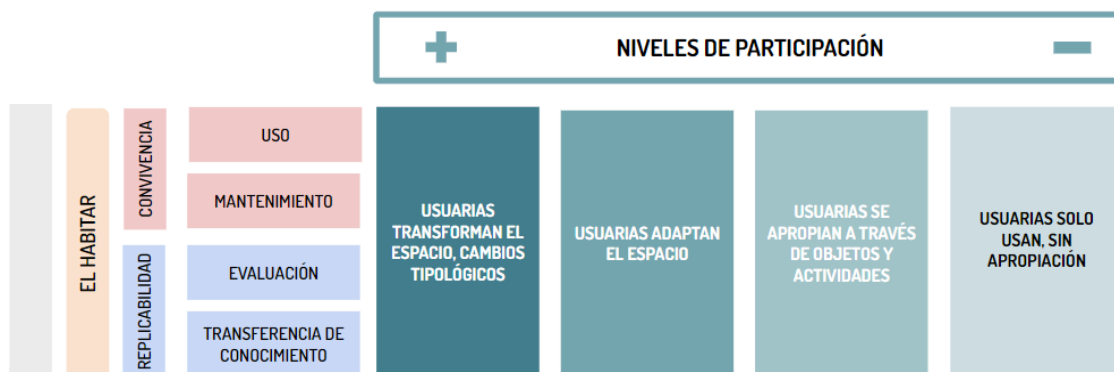 NIVELES DE PARTICIPACIÓN
EL HABITAR
CONVIVENCIA
USO
MANTENIMIENTO
REPLICABILIDAD
EVALUACIÓN
TRANSFERENCIA DE
CONOCIMIENTO
USUARIAS
TRANSFORMAN EL
ESPACIO, CAMBIOS
TIPOLÓGICOS
USUARIAS ADAPTAN
EL ESPACIO
USUARIAS SE
APROPIAN A TRAVÉS
DE OBJETOS Y
ACTIVIDADES
USUARIAS SOLO
USAN, SIN
APROPIACIÓN